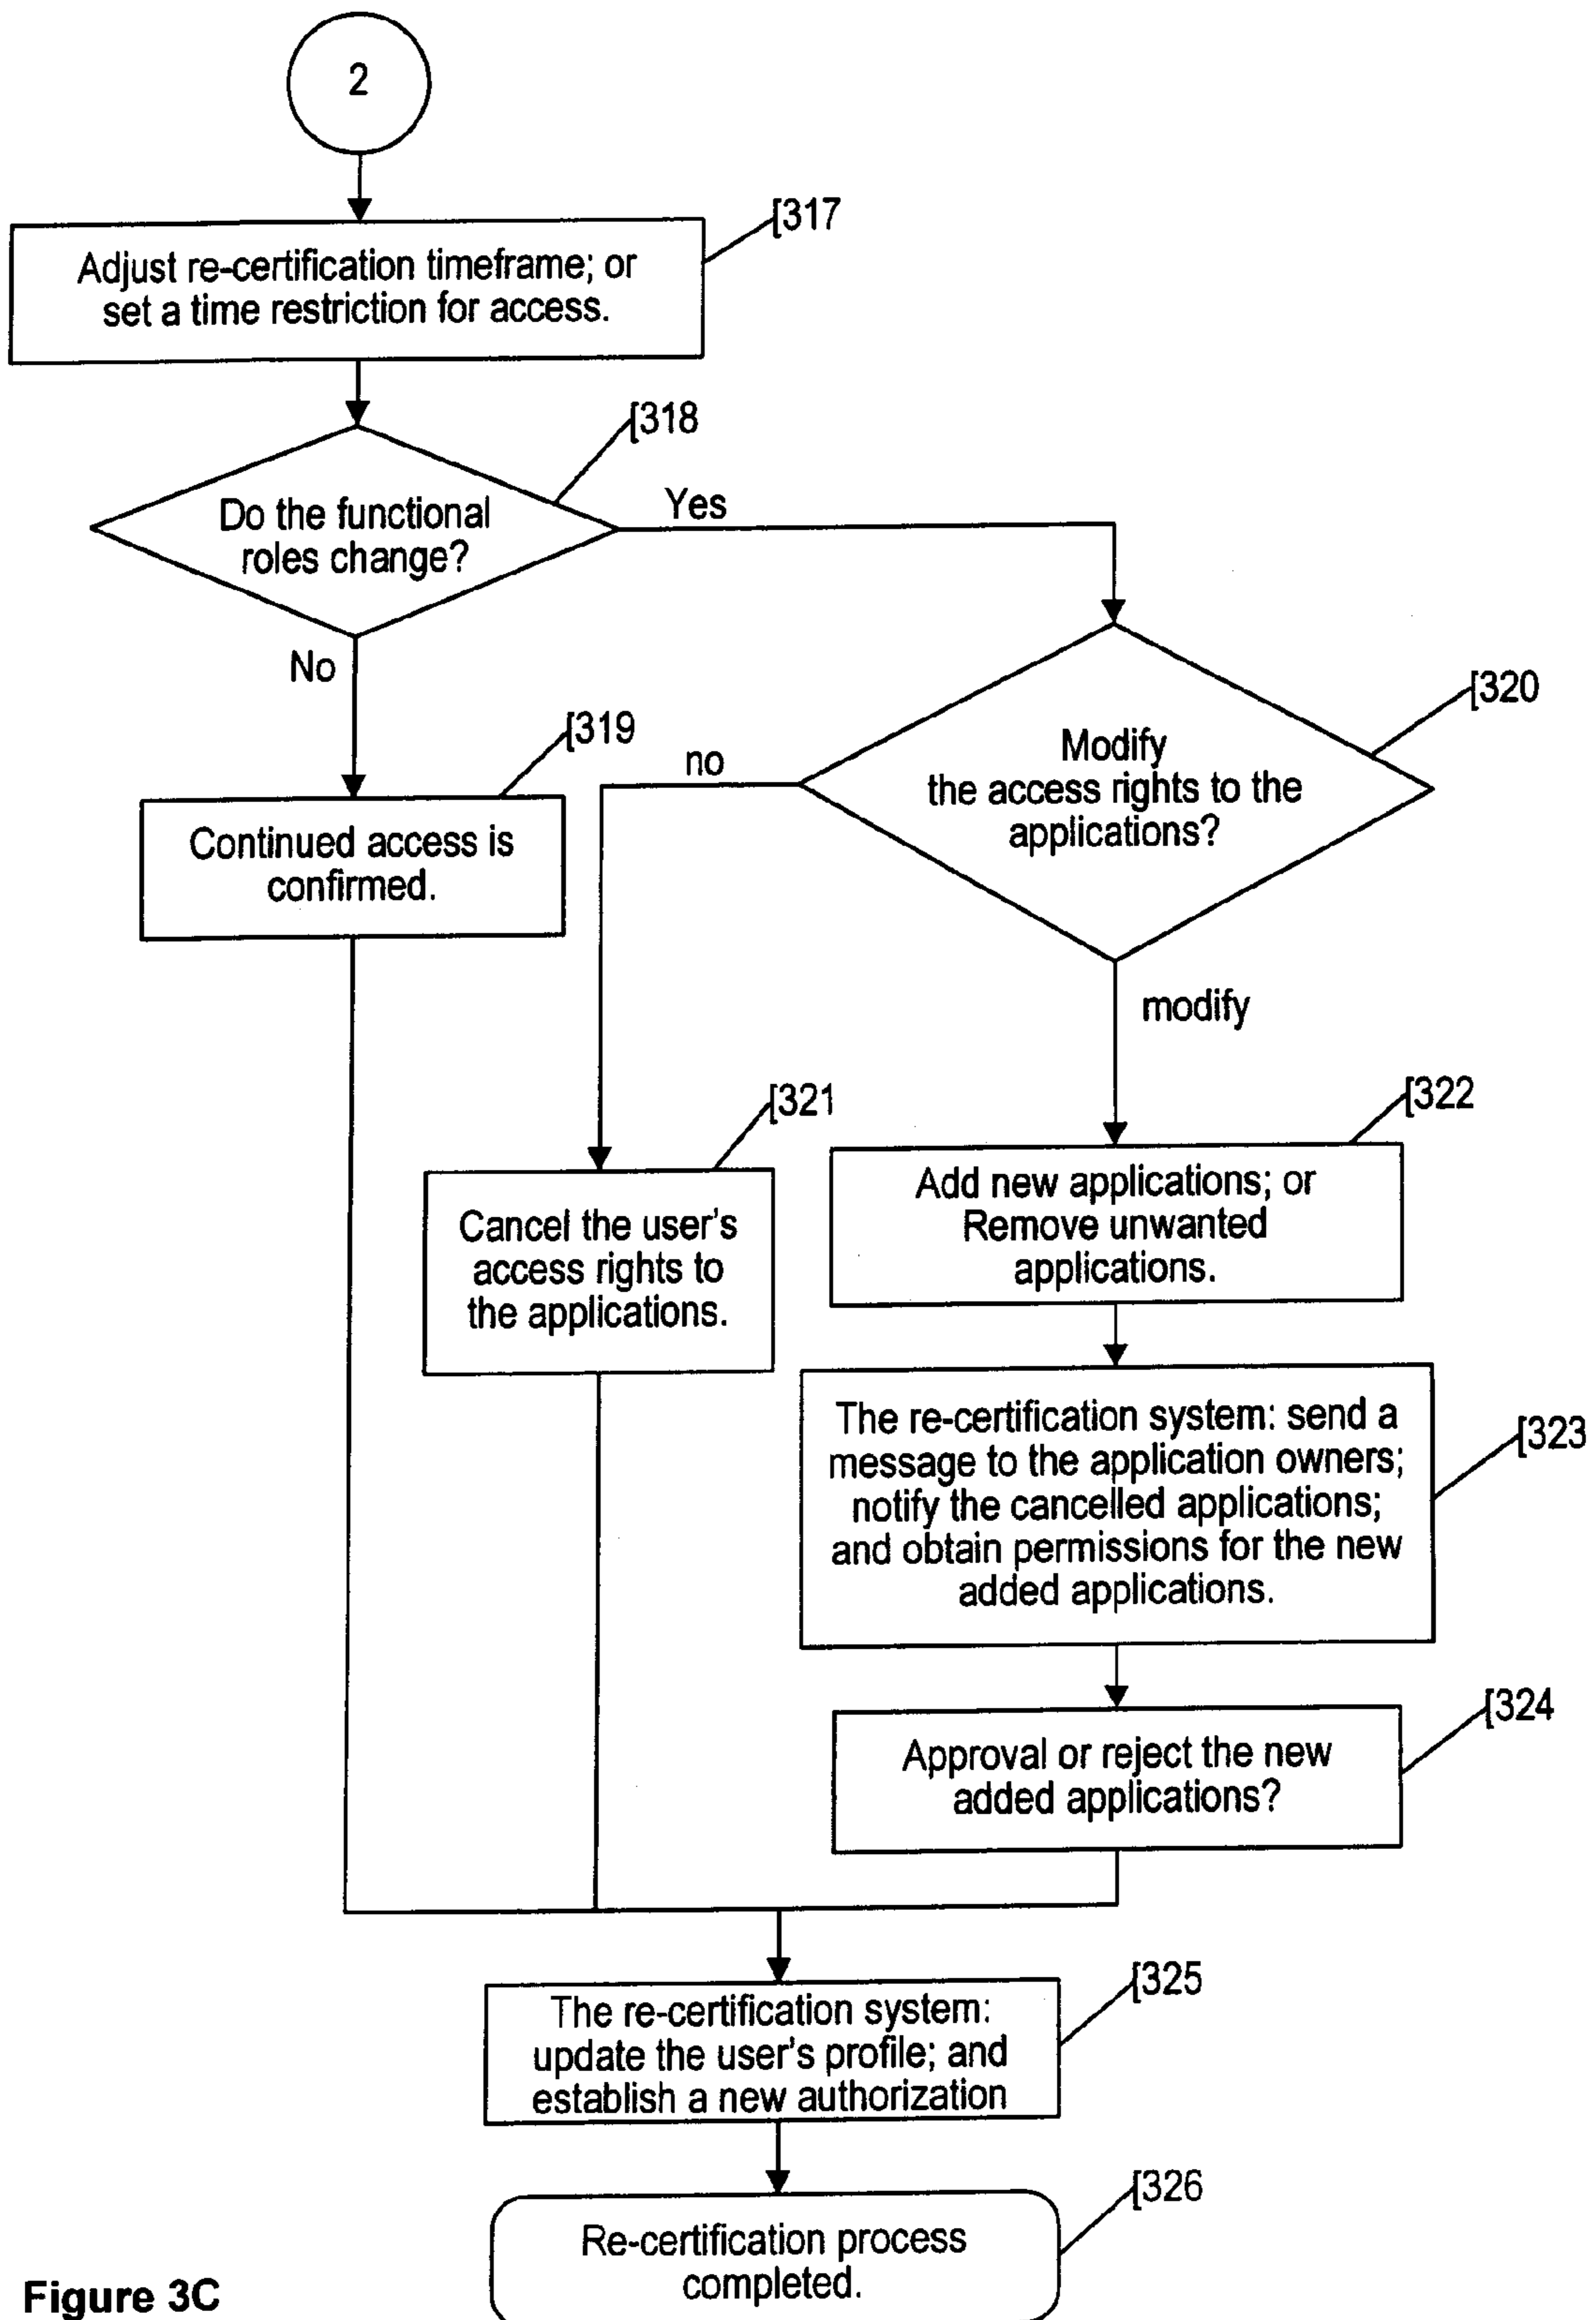 2
[317
Adjust re-certification timeframe; or
set a time restriction for access.
[318
Do the functional
roles change?
Yes
No
[320
Modify
the access rights to the
applications?
no
modify
[319
Continued access is
confirmed.
[321
Cancel the user's
access rights to
the applications.
[322
Add new applications; or
Remove unwanted
applications.
[323
The re-certification system: send a
message to the application owners;
notify the cancelled applications;
and obtain permissions for the new
added applications.
[324
Approval or reject the new
added applications?
[325
The re-certification system:
update the user's profile; and
establish a new authorization
[326
Re-certification process
completed.
Figure 3C